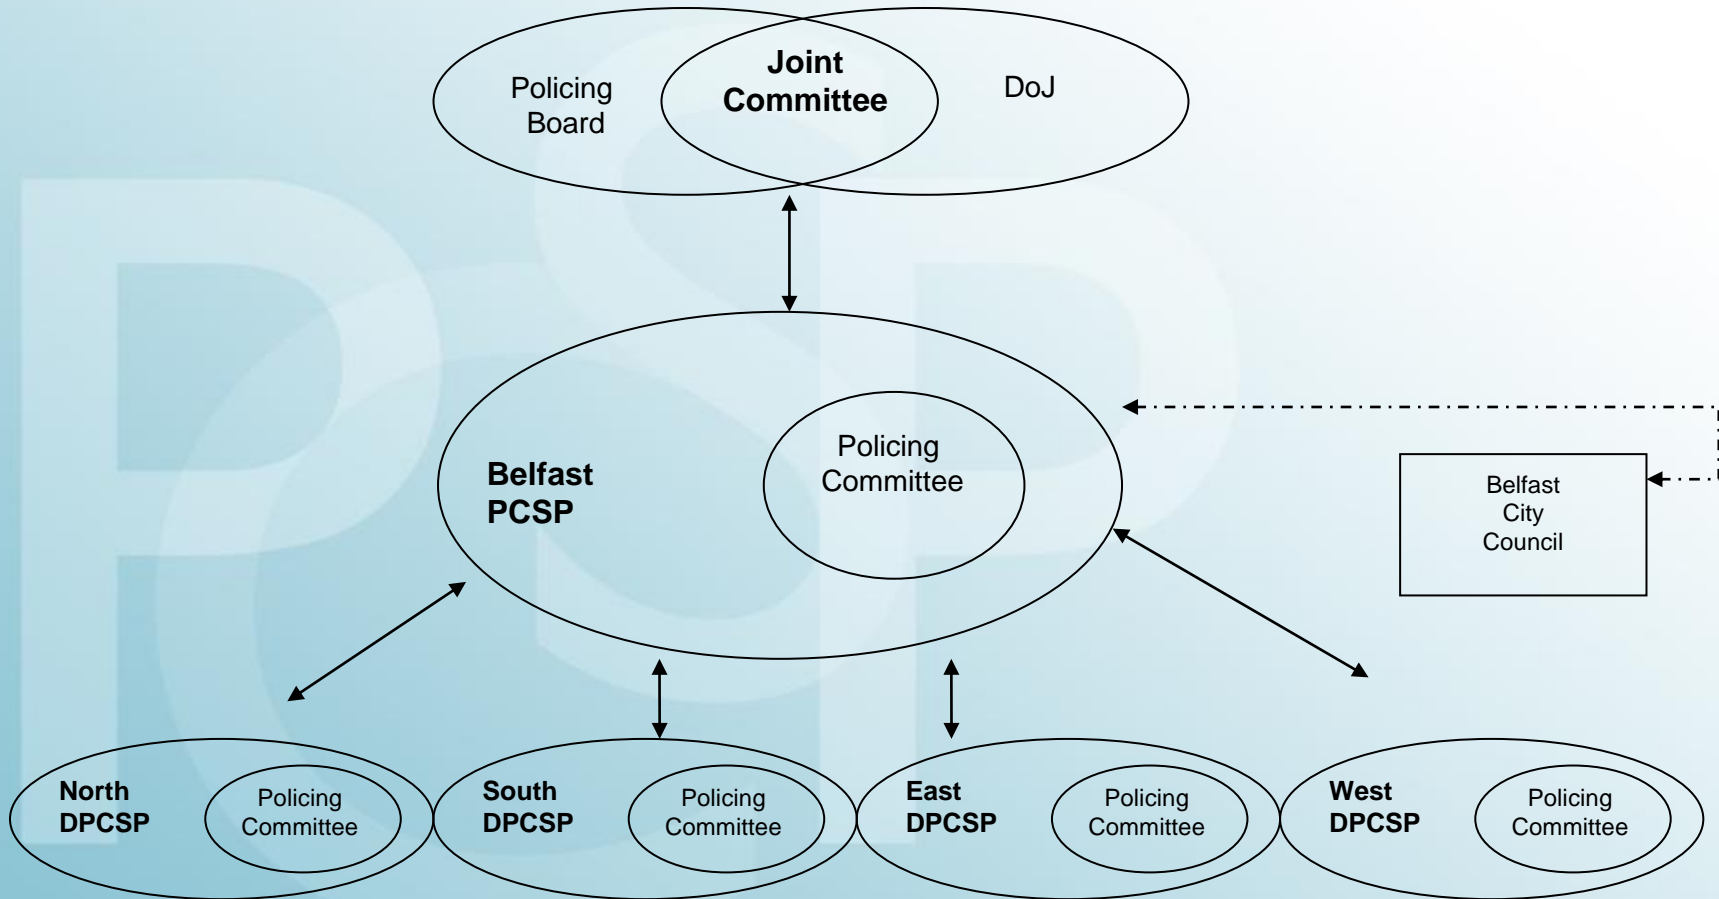 Policing
Board
Joint
Committee
DoJ
Belfast
PCSP
Policing
Committee
Belfast
City
Council
North
DPCSP
Policing
Committee
South
DPCSP
Policing
Committee
East
DPCSP
Policing
Committee
West
DPCSP
Policing
Committee
PCSP